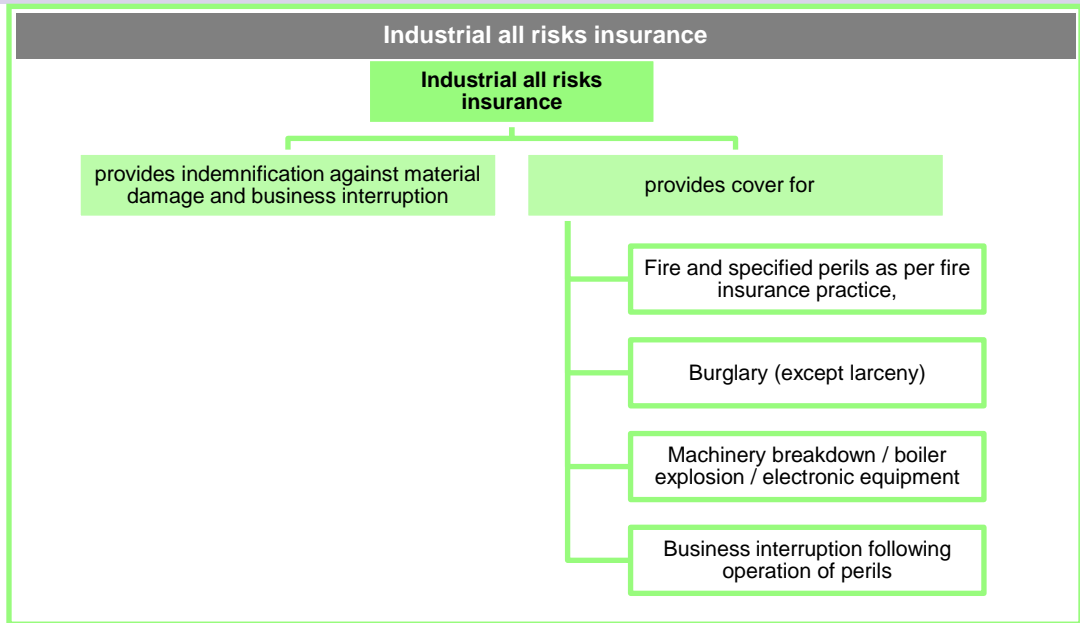 Industrial all risks insurance
Industrial all risks
insurance
provides indemnification against material
damage and business interruption
provides cover for
Fire and specified perils as per fire
insurance practice,
Burglary (except larceny)
Machinery breakdown / boiler
explosion / electronic equipment
Business interruption following
operation of perils